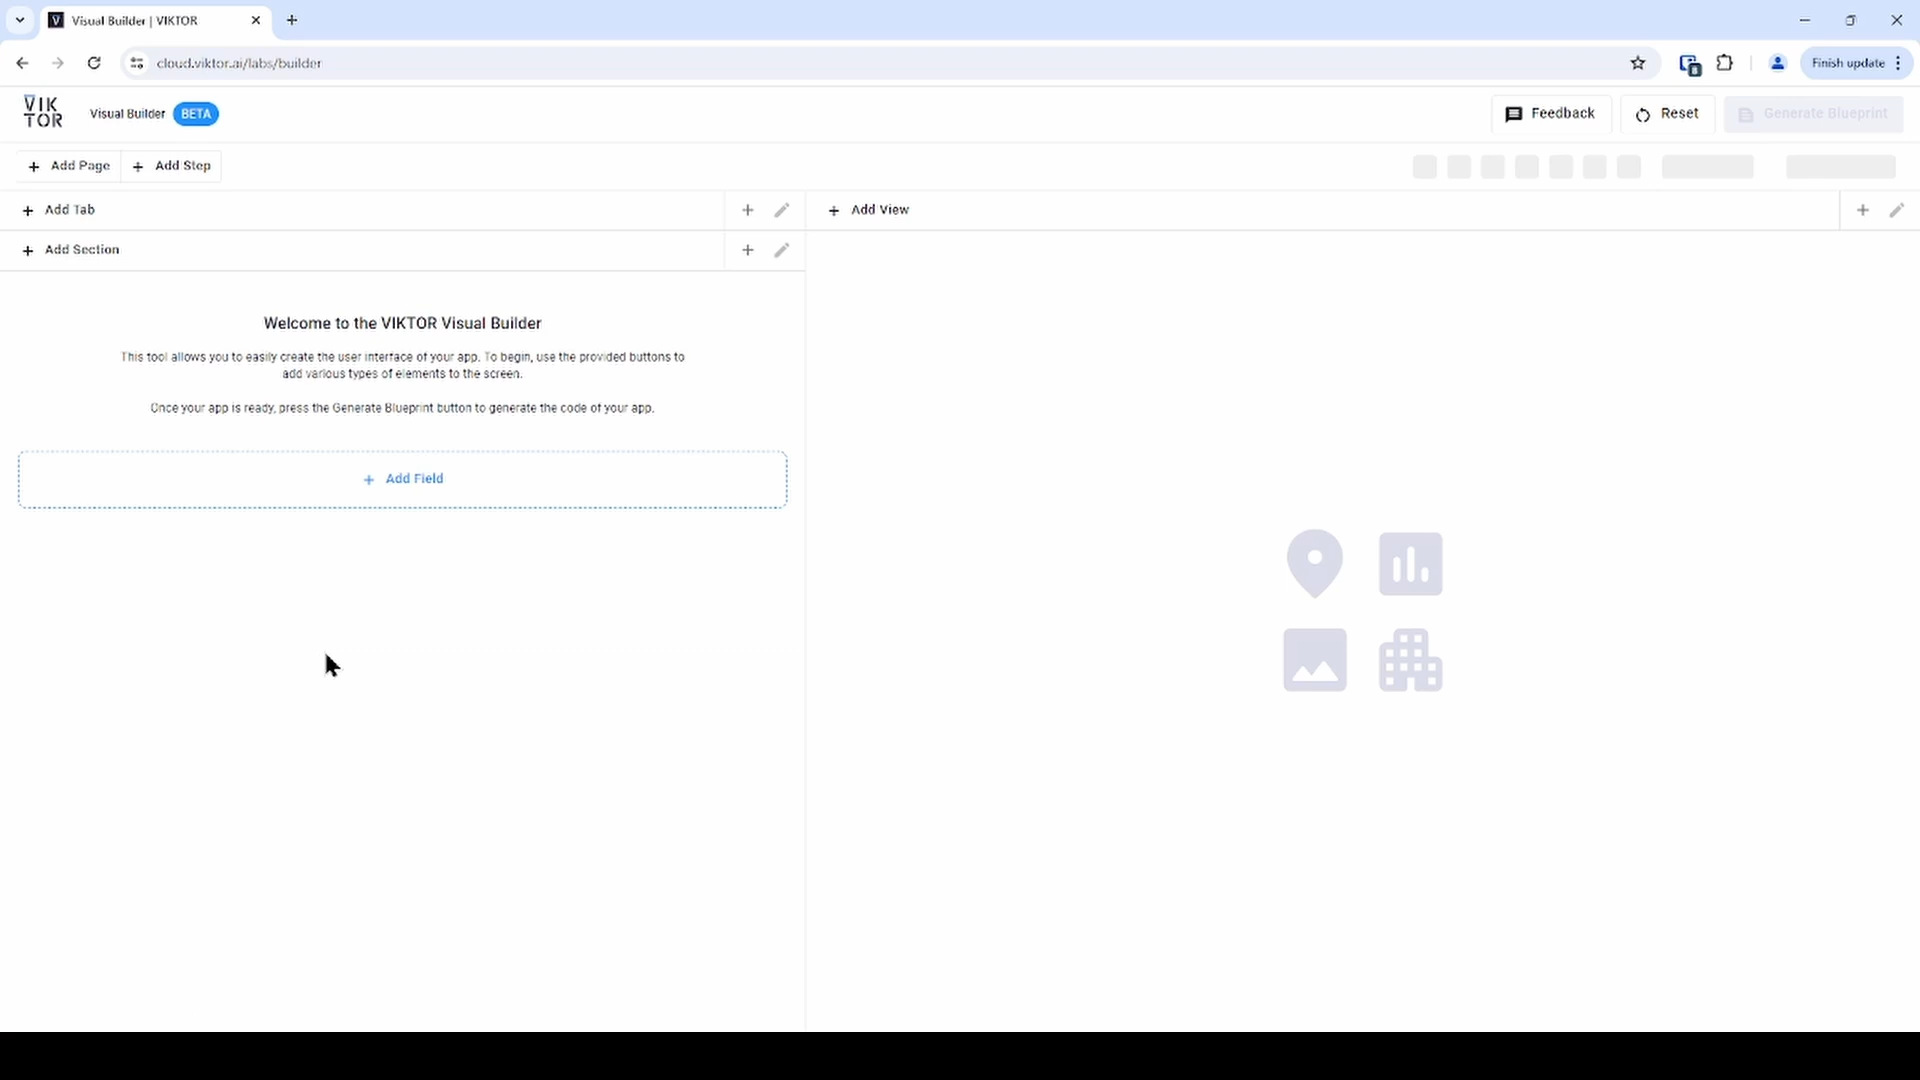 Visual Builder | VIKTOR
cloud.viktor.ai/labs/builder
Finish update
VIK
TOR
Visual Builder
BETA
Feedback
Reset
Generate Blueprint
Add Page
Add Step
Add Tab
Add View
Add Section
Welcome to the VIKTOR Visual Builder
This tool allows you to easily create the user interface of your app. To begin, use the provided buttons to
add various types of elements to the screen.
Once your app is ready, press the Generate Blueprint button to generate the code of your app.
Add Field